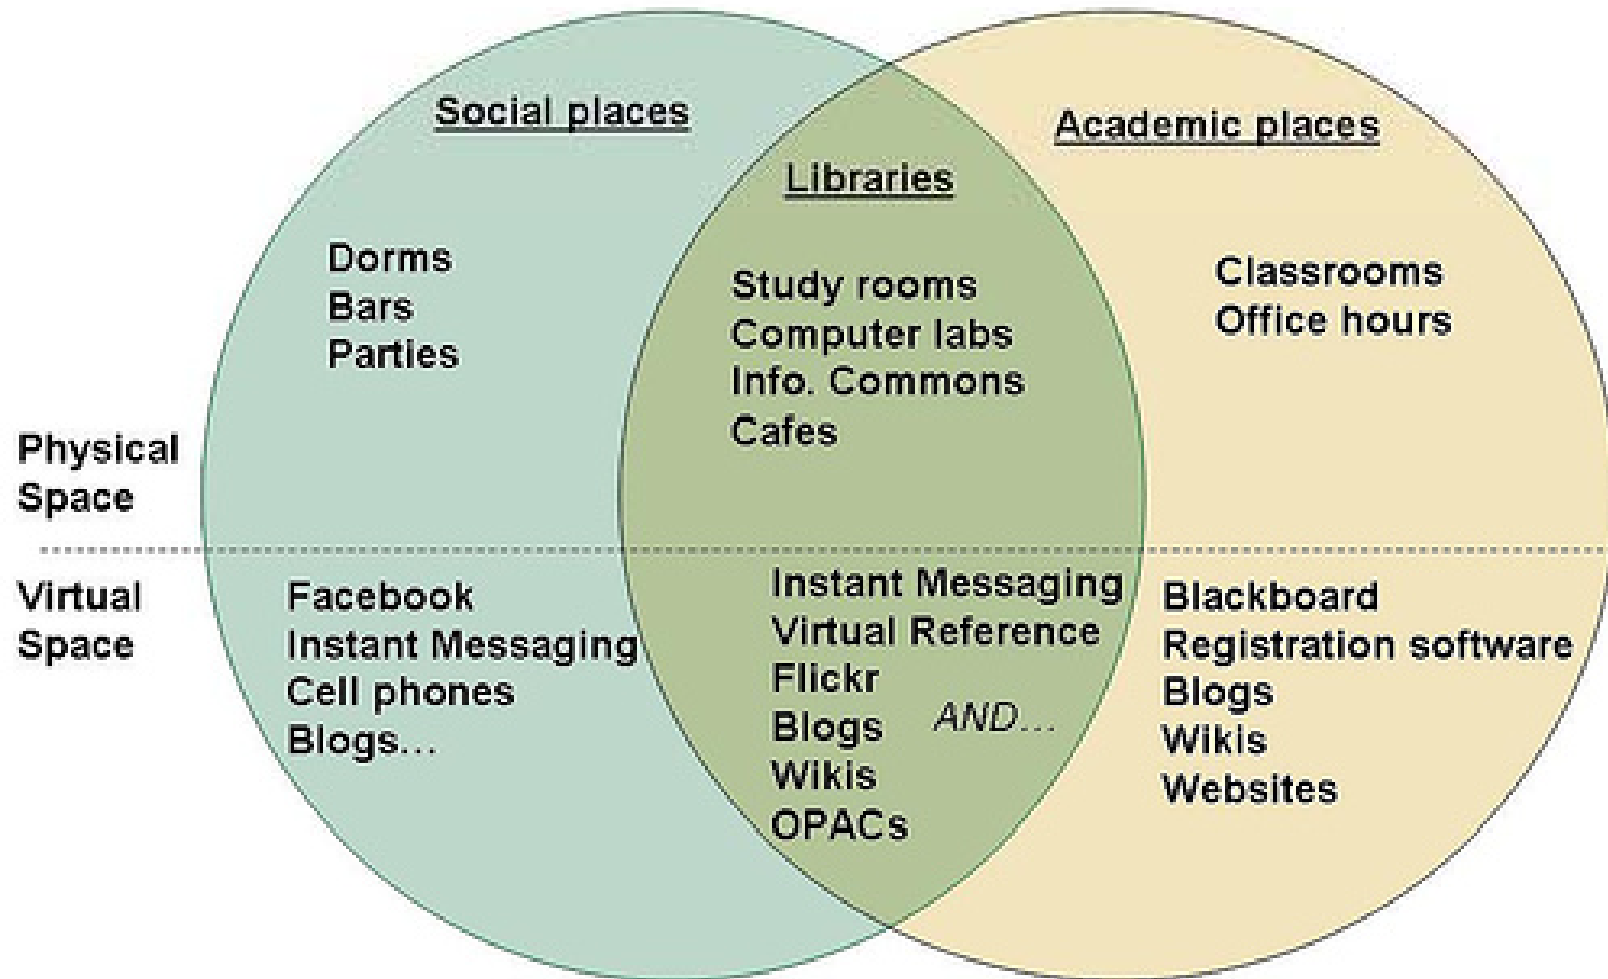 Social places
Academic places
Libraries
Dorms
Bars
Parties
Study rooms
Computer labs
Info. Commons
Cafes
Classrooms
Office hours
Physical
Space
Virtual
Space
Facebook
Instant Messaging
Cell phones
Blogs...
Instant Messaging
Virtual Reference
Flickr
Blogs
AND...
Wikis
OPACs
Blackboard
Registration software
Blogs
Wikis
Websites